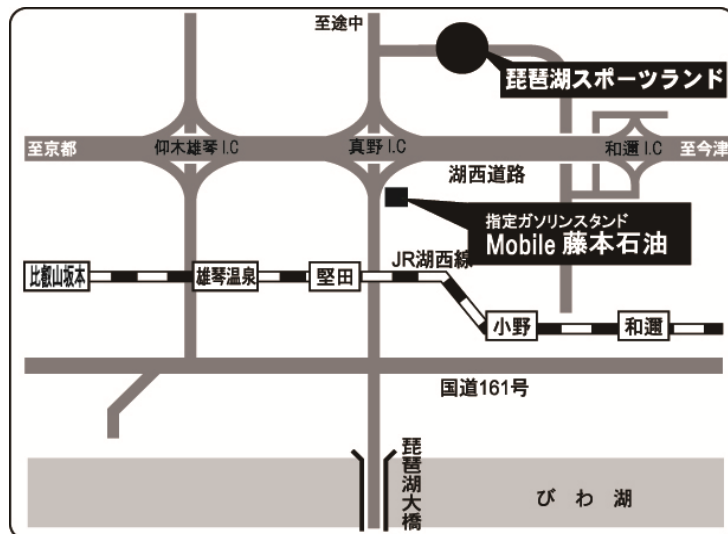 至途中
琵琶湖スポーツランド
至京都
仰木雄琴 I.C
真野 I.C
和邇 I.C
至今津
湖西道路
指定ガソリンスタンド
Mobile 藤本石油
JR湖西線
比叡山坂本
雄琴温泉
堅田
小野
和邇
国道161号
琵琶湖大橋
びわ湖